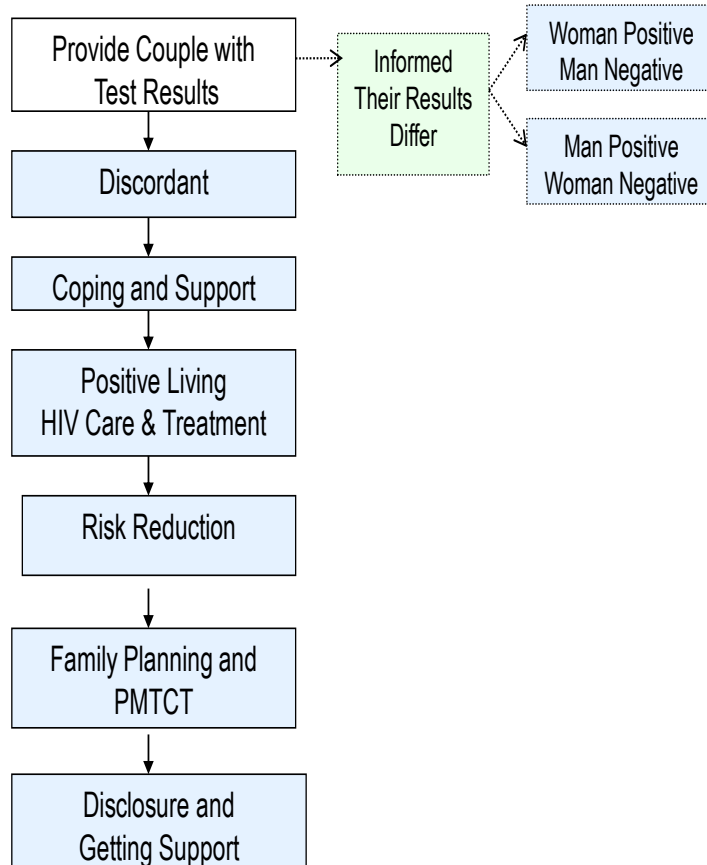 Provide Couple with
Test Results
Informed
Their Results
Differ
Woman Positive
Man Negative
Man Positive
Woman Negative
Discordant
Coping and Support
Positive Living
HIV Care & Treatment
Risk Reduction
Family Planning and
PMTCT
Disclosure and
Getting Support